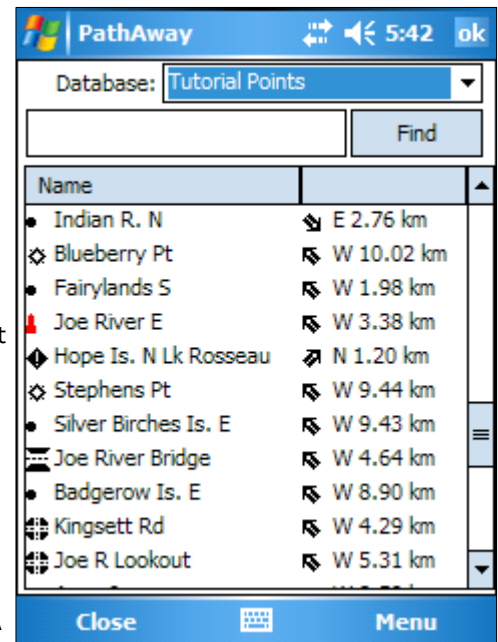 PathAway 5:42 ok
Database: Tutorial Points
Find
Name
Indian R. N E 2.76 km
Blueberry Pt W 10.02 km
Fairylands S W 1.98 km
Joe River E W 3.38 km
t
Hope Is. N Lk Rosseau N 1.20 km
Stephens Pt W 9.44 km
Silver Birches Is. E W 9.43 km
Joe River Bridge W 4.64 km
Badgerow Is. E W 8.90 km
Kingsett Rd W 4.29 km
Joe R Lookout W 5.31 km
Close Menu